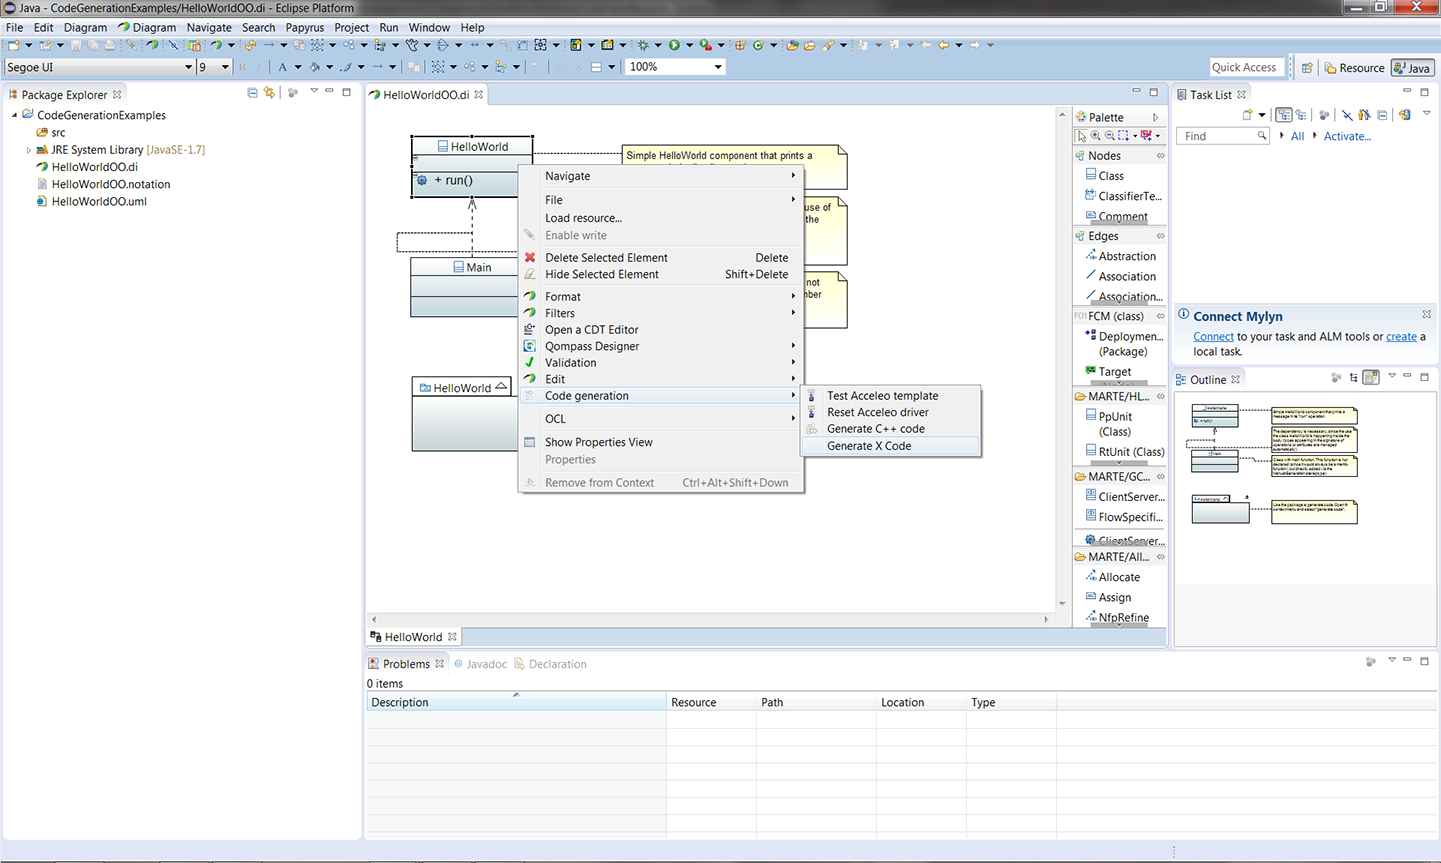 Java - CodeGenerationExamples/HelloWorldOO.di - Eclipse Platform
File Edit Diagram Diagram Navigate Search Papyrus Project Run Window Help
Segoe UI 9 B I A 100% Quick Access Resource Java
Package Explorer
CodeGenerationExamples
src
JRE System Library [JavaSE-1.7]
HelloWorldOO.di
HelloWorldOO.notation
HelloWorldOO.uml
HelloWorldOO.di
HelloWorld
+ run()
Main
HelloWorld
Simple HelloWorld component that prints a
use of
the
not
mber
Navigate
File
Load resource...
Enable write
Delete Selected Element Delete
Hide Selected Element Shift+Delete
Format
Filters
Open a CDT Editor
Qompass Designer
Validation
Edit
Code generation
OCL
Show Properties View
Properties
Remove from Context Ctrl+Alt+Shift+Down
Test Acceleo template
Reset Acceleo driver
Generate C++ code
Generate X Code
Palette
Nodes
Class
ClassifierTe...
Comment
Edges
Abstraction
Association
Association...
FCM (class)
Deploymen...
(Package)
Target
MARTE/HL...
PpUnit
(Class)
RtUnit (Class)
MARTE/GC...
ClientServer...
FlowSpecifi...
ClientServer...
MARTE/All...
Allocate
Assign
NfpRefine
Task List
Find All Activate...
Connect Mylyn
Connect to your task and ALM tools or create a
local task.
Outline
HelloWorld
Problems Javadoc Declaration
0 items
Description Resource Path Location Type